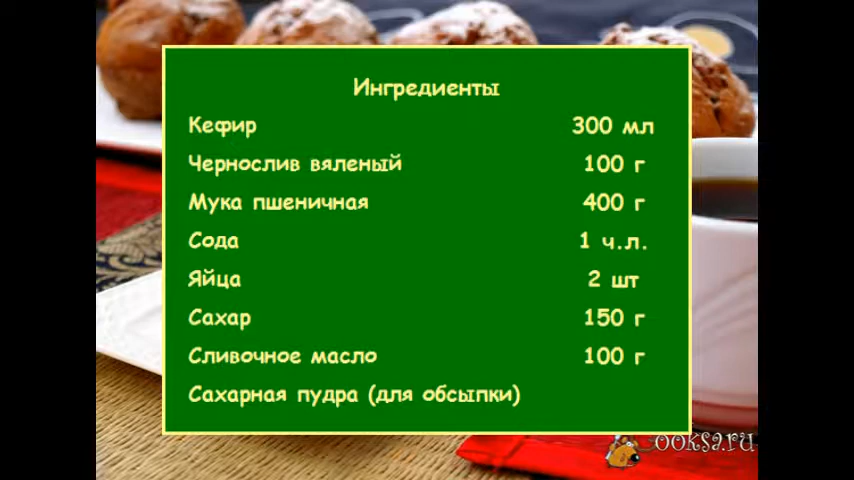 Ингредиенты
Кефир 300 мл
Чернослив вяленый 100 г
Мука пшеничная 400 г
Сода 1 ч.л.
Яйца 2 шт
Сахар 150 г
Сливочное масло 100 г
Сахарная пудра (для обсыпки)
ooksa.ru